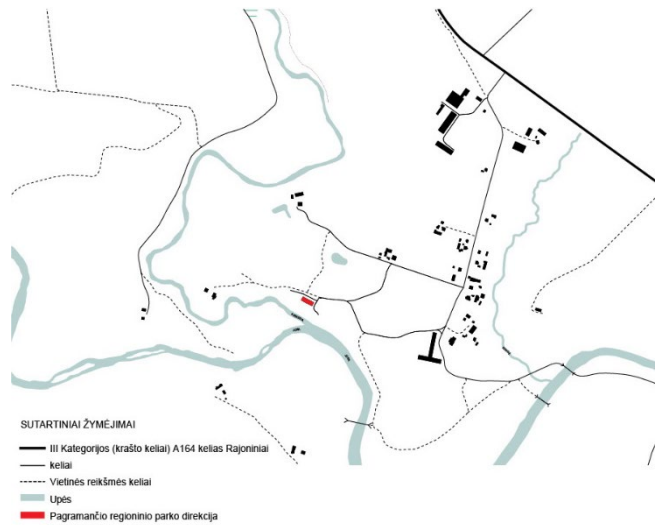 SUTARTINIAI ŽYMĖJIMAI
III Kategorijos (krašto keliai) A164 kelias Rajoniniai
keliai
Vietinės reikšmės keliai
Upės
Pagramančio regioninio parko direkcija